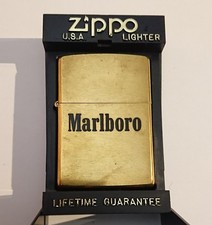 zippo
U.S.A LIGHTER
Marlboro
LIFETIME GUARANTEE